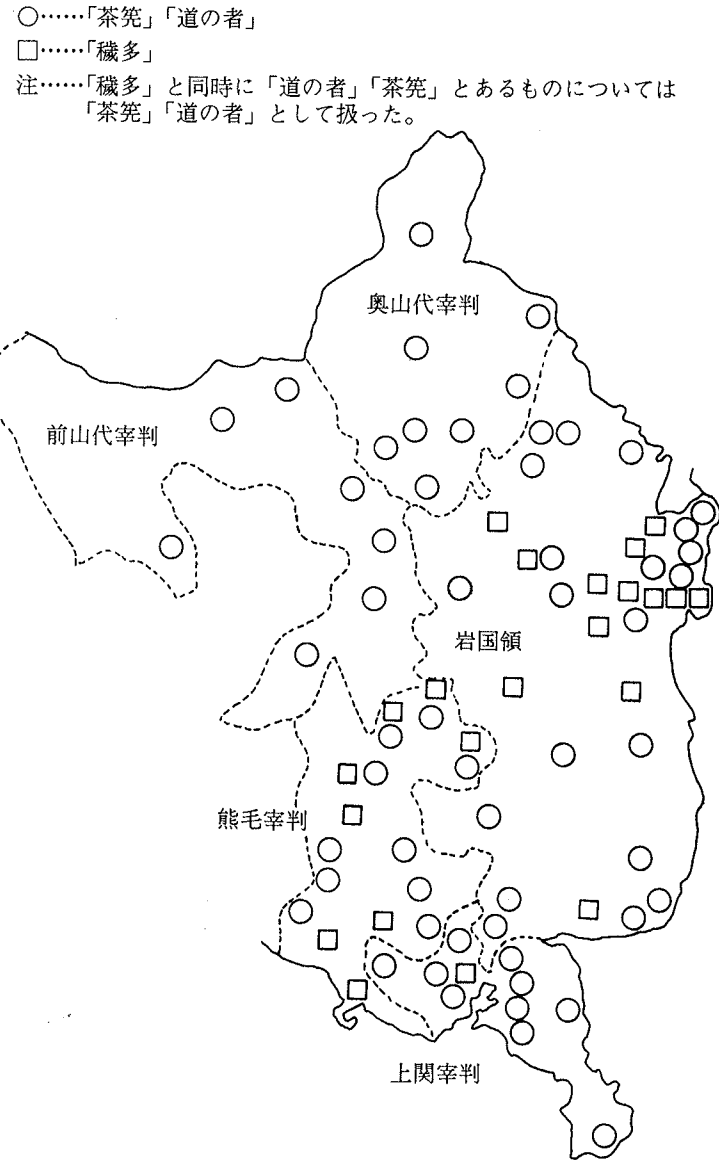 ○……「茶筅」「道の者」
□……「穢多」
注……「穢多」と同時に「道の者」「茶筅」とあるものについては
「茶筅」「道の者」として扱った。
奥山代宰判
前山代宰判
岩国領
熊毛宰判
上関宰判